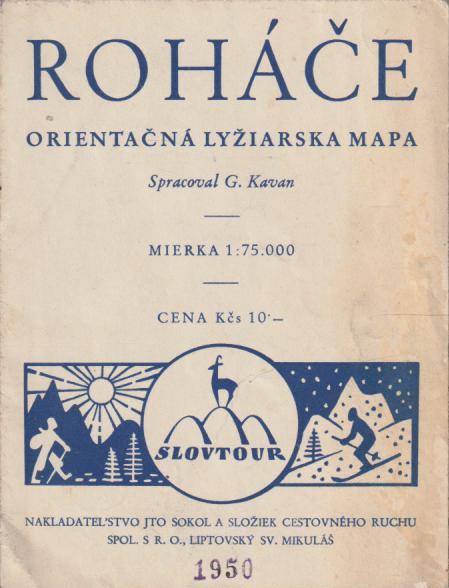 ROHÁČE
ORIENTAČNÁ LYŽIARSKA MAPA
Spracoval G. Kavan
MIERKA 1:75.000
CENA Kčs 10·—
SLOVTOUR
NAKLADATEĽSTVO JTO SOKOL A SLOŽIEK CESTOVNÉHO RUCHU
SPOL. S R. O., LIPTOVSKÝ SV. MIKULÁŠ
1950